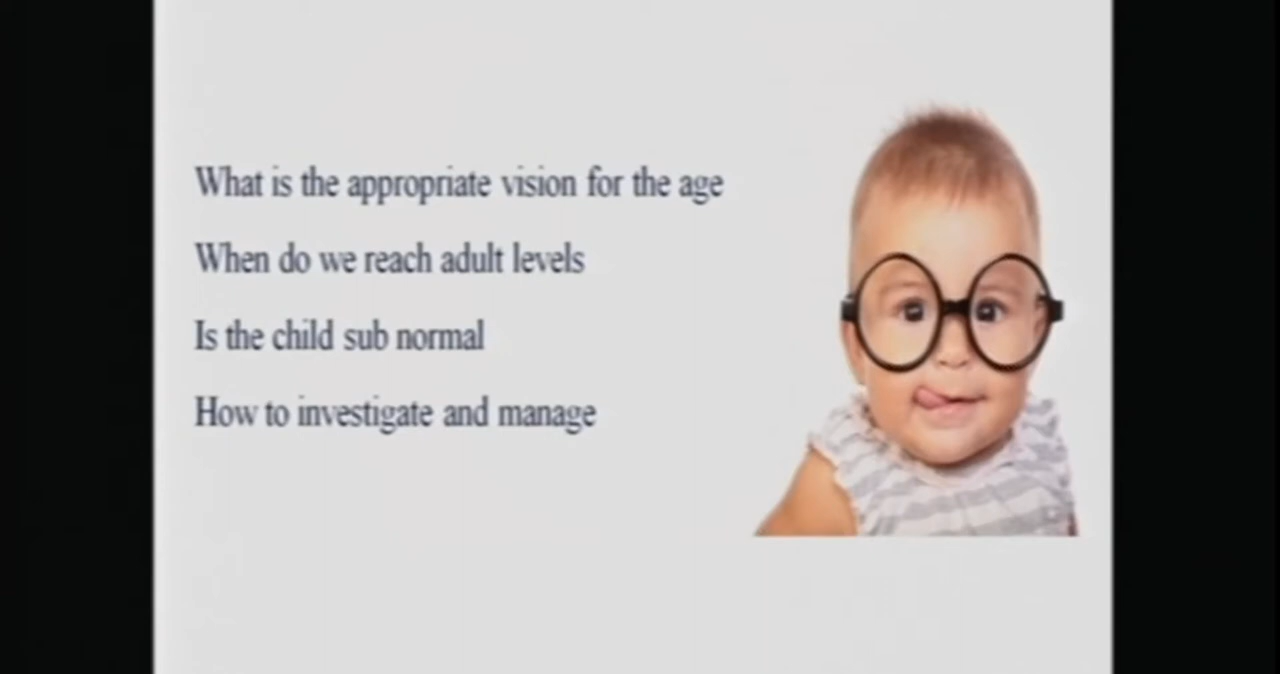 What is the appropriate vision for the age
When do we reach adult levels
Is the child sub normal
How to investigate and manage